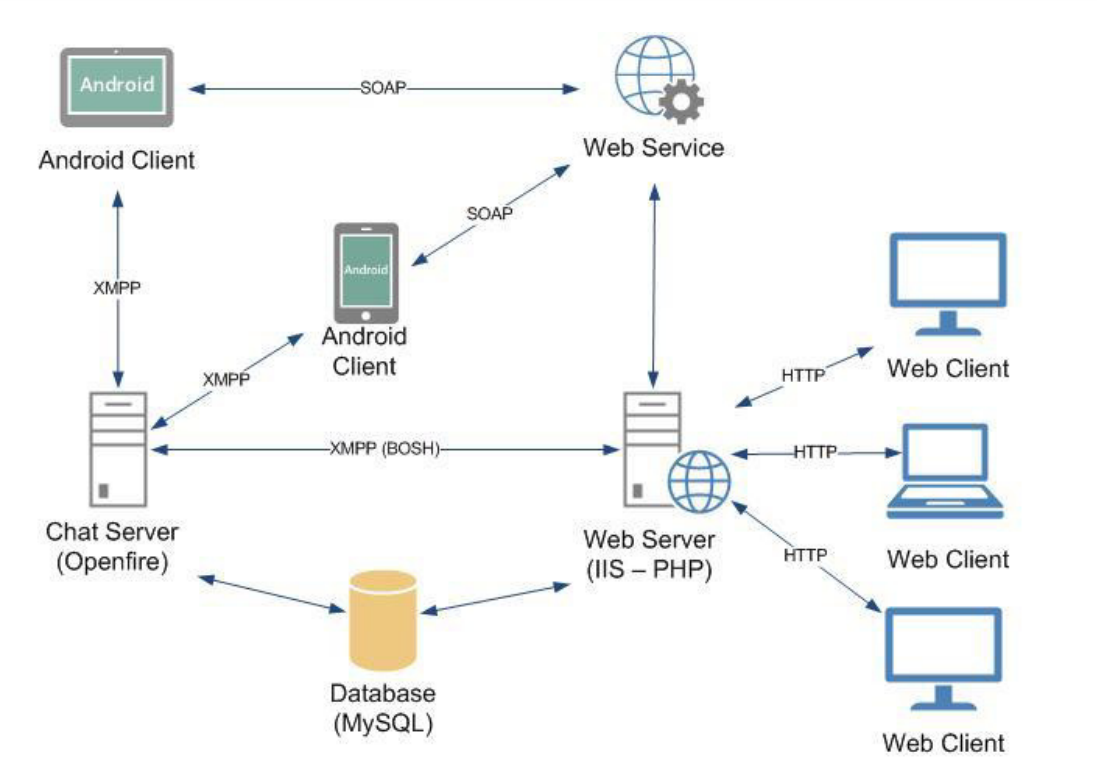 Android
SOAP
Web Service
Android Client
SOAP
Android
XMPP
Android
Client
Web Client
HTTP
XMPP
XMPP (BOSH)
HTTP
Chat Server
(Openfire)
Web Server
(IIS – PHP)
HTTP
Web Client
Database
(MySQL)
Web Client